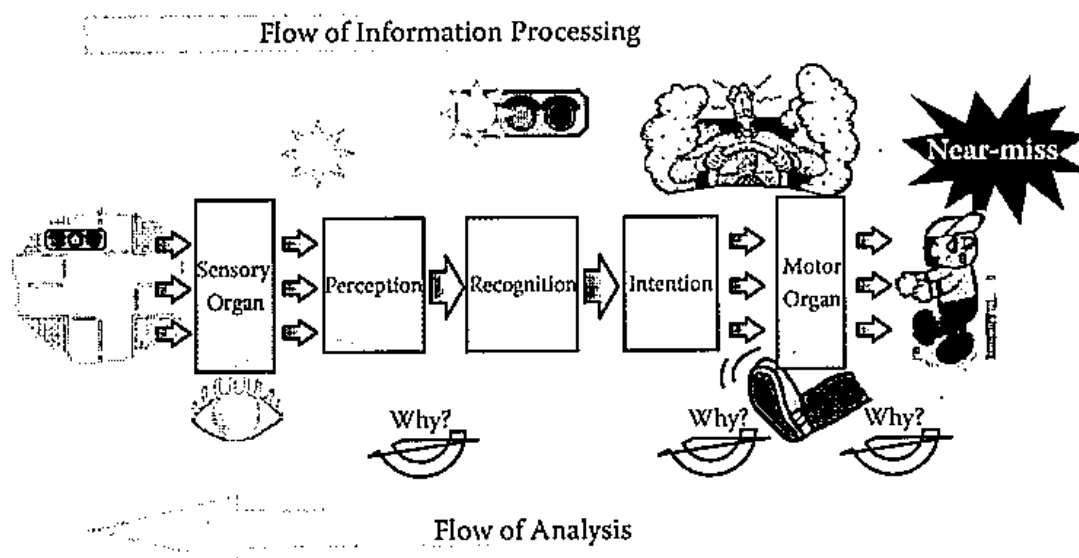 Flow of Information Processing
Near-miss
Sensory
Organ
Perception
Recognition
Intention
Motor
Organ
Why?
Why?
Why?
Flow of Analysis